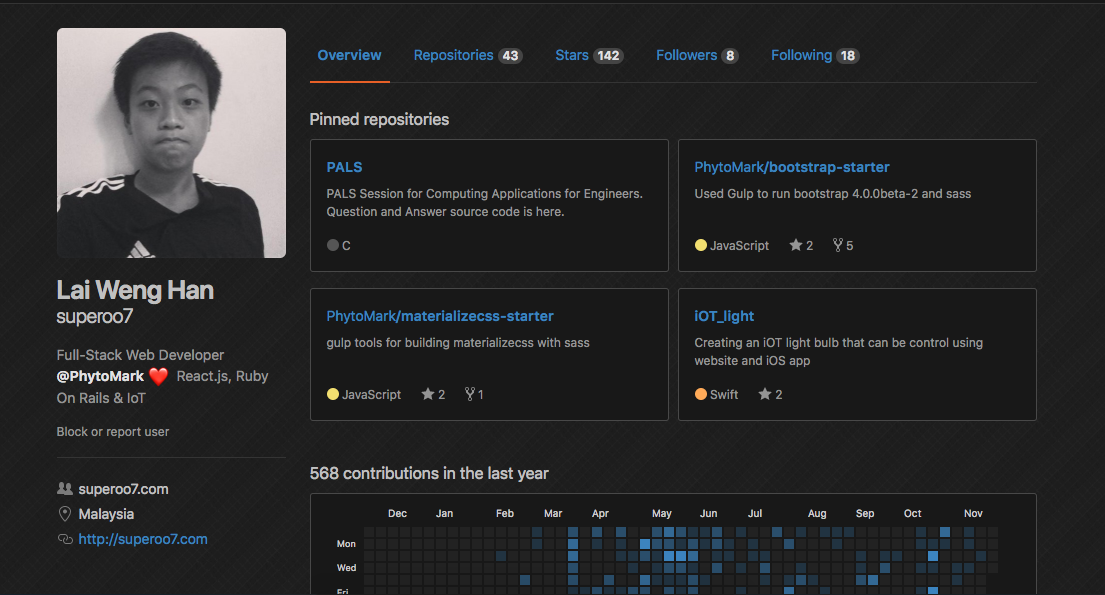 Overview Repositories 43 Stars 142 Followers 8 Following 18
Lai Weng Han
superoo7
Full-Stack Web Developer
@PhytoMark ❤️ React.js, Ruby
On Rails & IoT
Block or report user
superoo7.com
Malaysia
http://superoo7.com
Pinned repositories
PALS
PALS Session for Computing Applications for Engineers.
Question and Answer source code is here.
C
PhytoMark/bootstrap-starter
Used Gulp to run bootstrap 4.0.0beta-2 and sass
JavaScript 2 5
PhytoMark/materializecss-starter
gulp tools for building materializecss with sass
JavaScript 2 1
iOT_light
Creating an iOT light bulb that can be control using
website and iOS app
Swift 2
568 contributions in the last year
Dec Jan Feb Mar Apr May Jun Jul Aug Sep Oct Nov
Mon
Wed
Fri